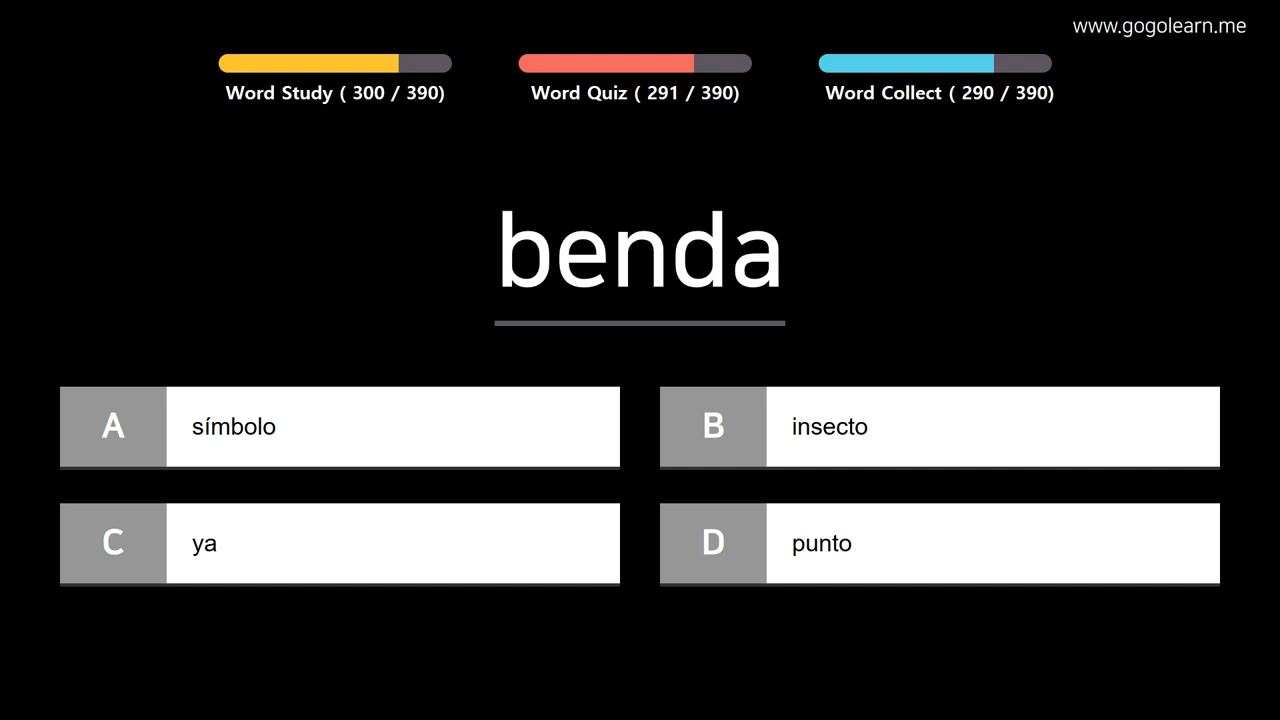 www.gogolearn.me
Word Study ( 300 / 390)
Word Quiz ( 291 / 390)
Word Collect ( 290 / 390)
benda
A símbolo
B insecto
C ya
D punto